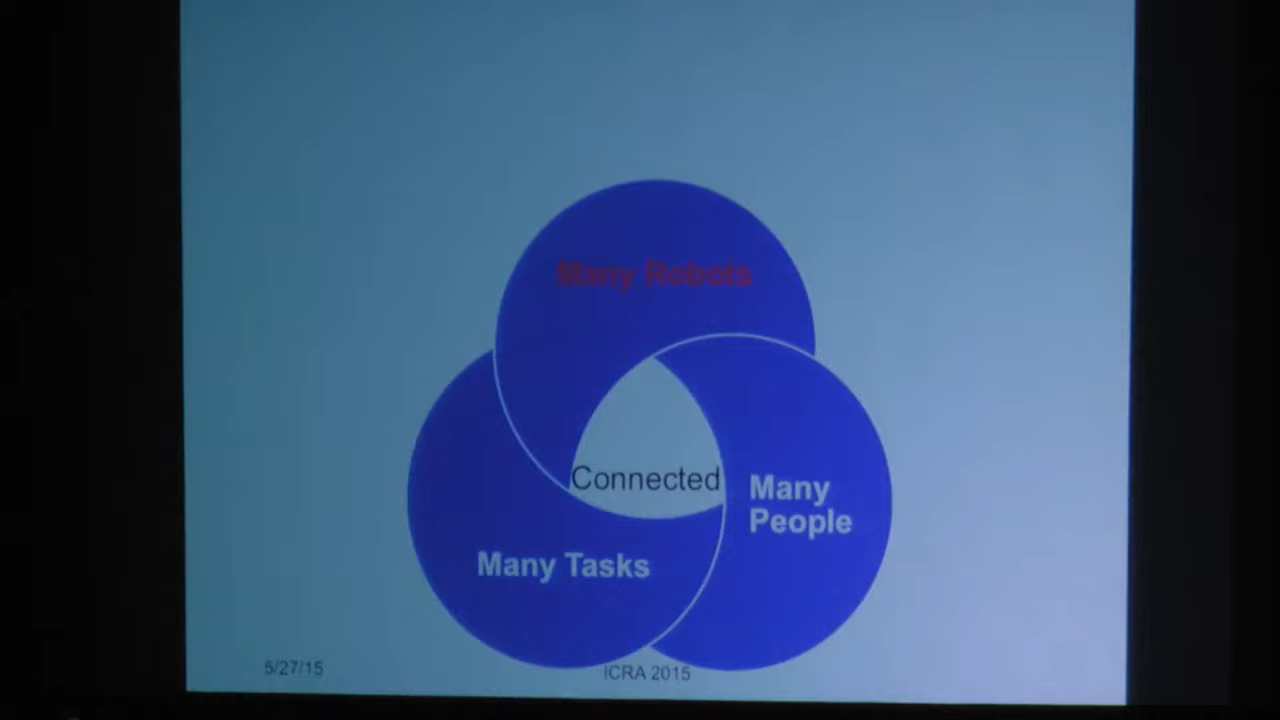 Many Robots
Connected
Many
People
Many Tasks
5/27/15
ICRA 2015